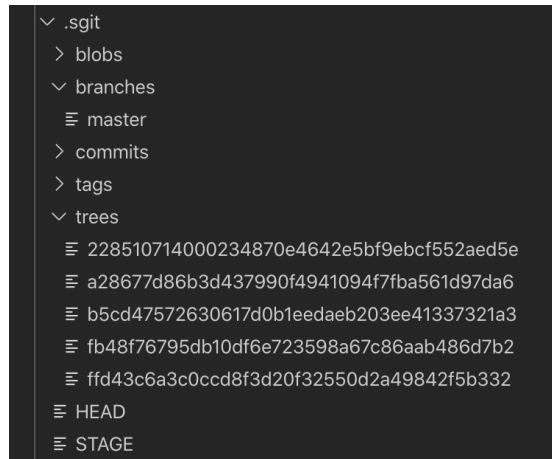 .sgit
blobs
branches
master
commits
tags
trees
228510714000234870e4642e5bf9ebcf552aed5e
a28677d86b3d437990f4941094f7fba561d97da6
b5cd47572630617d0b1eedaeb203ee41337321a3
fb48f76795db10df6e723598a67c86aab486d7b2
ffd43c6a3c0ccd8f3d20f32550d2a49842f5b332
HEAD
STAGE